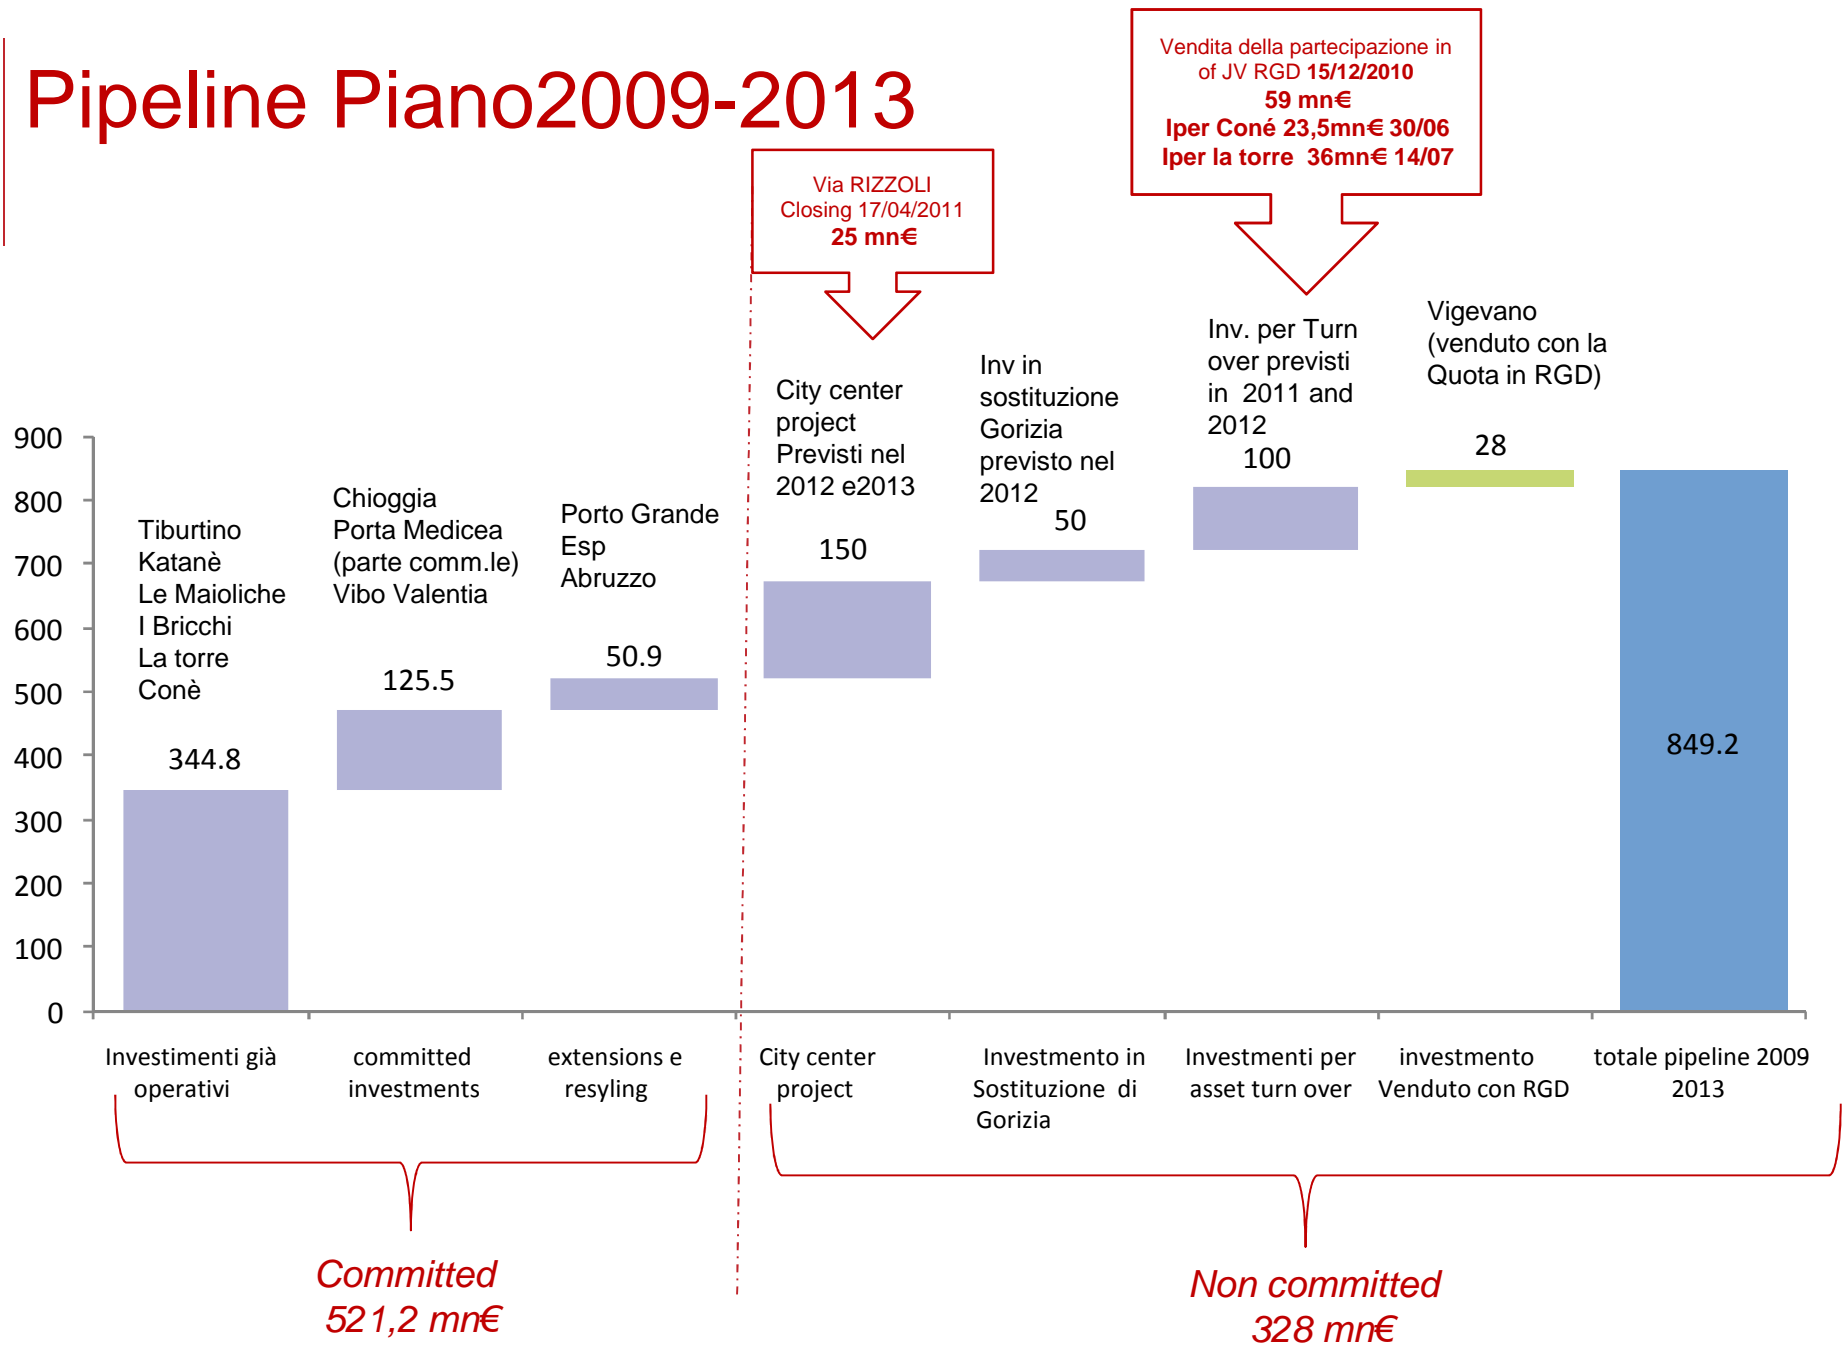 Pipeline Piano2009-2013
Vendita della partecipazione in
of JV RGD 15/12/2010
59 mn€
Iper Coné 23,5mn€ 30/06
Iper la torre 36mn€ 14/07
Via RIZZOLI
Closing 17/04/2011
25 mn€
900
800
700
600
500
400
300
200
100
0
Tiburtino
Katanè
Le Maioliche
I Bricchi
La torre
Conè
344.8
Chioggia
Porta Medicea
(parte comm.le)
Vibo Valentia
125.5
Porto Grande
Esp
Abruzzo
50.9
City center
project
Previsti nel
2012 e2013
150
Inv in
sostituzione
Gorizia
previsto nel
2012
50
Inv. per Turn
over previsti
in 2011 and
2012
100
Vigevano
(venduto con la
Quota in RGD)
28
849.2
Investimenti già
operativi
committed
investments
extensions e
resyling
City center
project
Investmento in
Sostituzione di
Gorizia
Investmenti per
asset turn over
investmento
Venduto con RGD
totale pipeline 2009
2013
Committed
521,2 mn€
Non committed
328 mn€